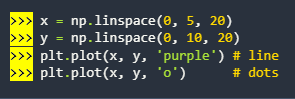 >>> x = np.linspace(0, 5, 20)
>>> y = np.linspace(0, 10, 20)
>>> plt.plot(x, y, 'purple') # line
>>> plt.plot(x, y, 'o')      # dots